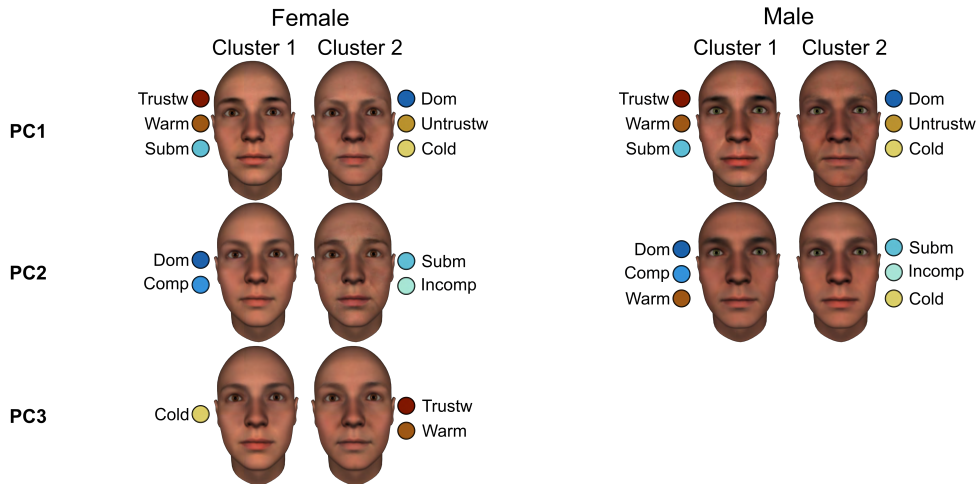 Female
Male
Cluster 1
Cluster 2
Cluster 1
Cluster 2
PC1
Trustw
Warm
Subm
Dom
Untrustw
Cold
Trustw
Warm
Subm
Dom
Untrustw
Cold
PC2
Dom
Comp
Subm
Incomp
Dom
Comp
Warm
Subm
Incomp
Cold
PC3
Cold
Trustw
Warm